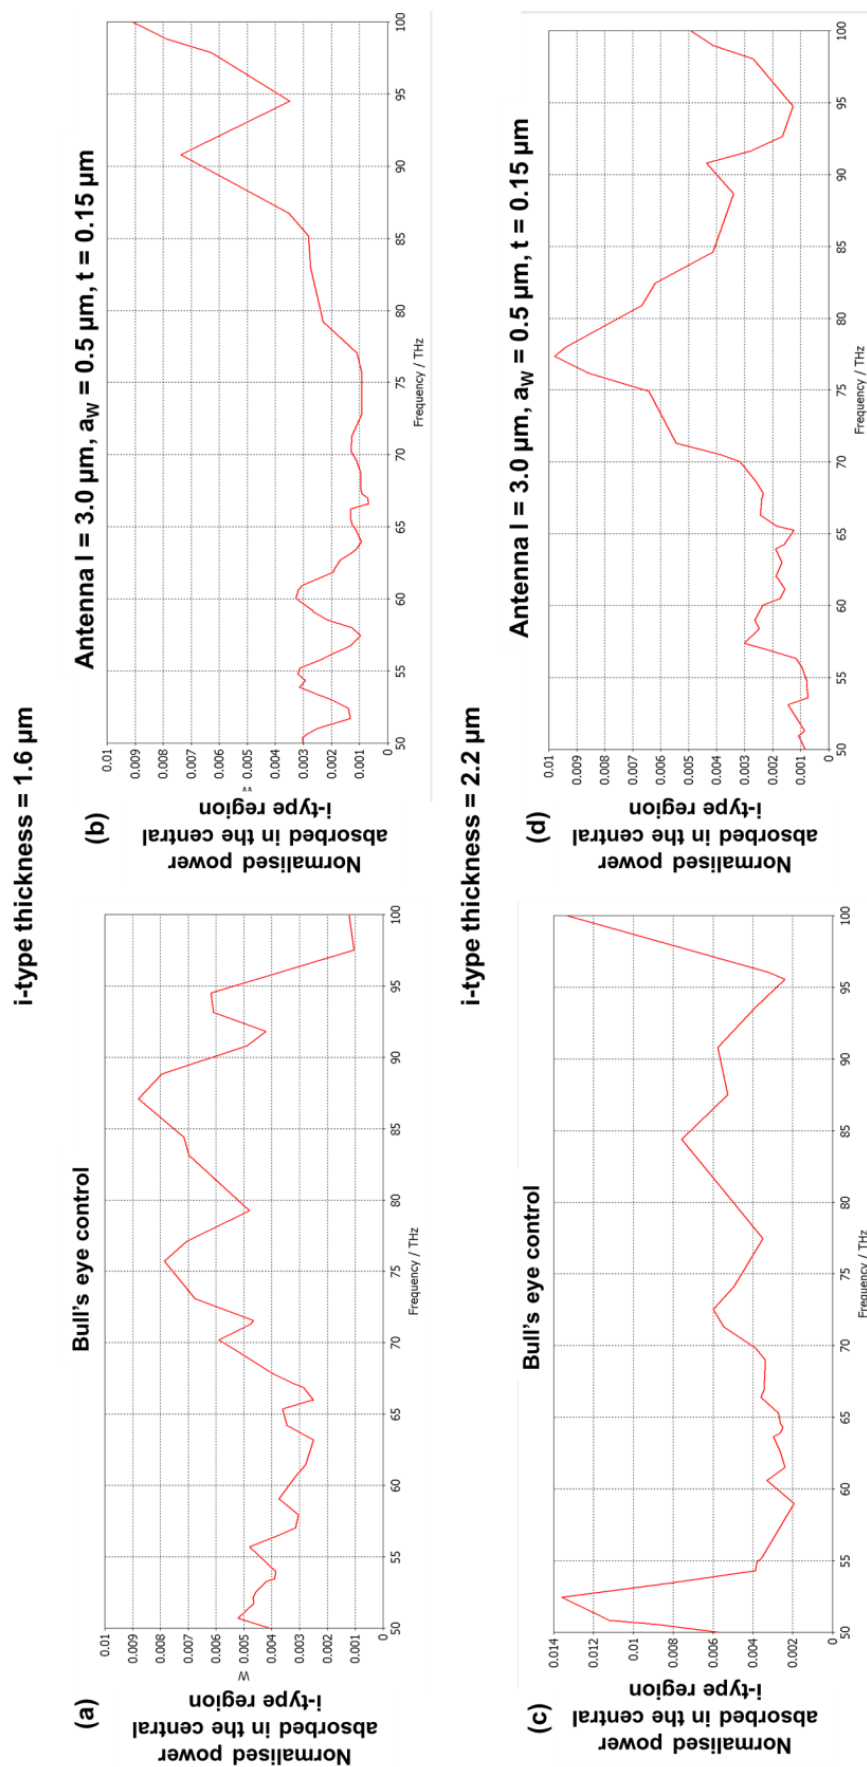 i-type thickness = 1.6 µm
(a)
Bull's eye control
Normalised power
absorbed in the central
i-type region
W
0.01
0.009
0.008
0.007
0.006
0.005
0.004
0.003
0.002
0.001
0
50 55 60 65 70 75 80 85 90 95 100
Frequency / THz
(b)
Antenna l = 3.0 µm, aW = 0.5 µm, t = 0.15 µm
Normalised power
absorbed in the central
i-type region
0.01
0.009
0.008
0.007
0.006
0.005
0.004
0.003
0.002
0.001
0
50 55 60 65 70 75 80 85 90 95 100
Frequency / THz
i-type thickness = 2.2 µm
(c)
Bull's eye control
Normalised power
absorbed in the central
i-type region
0.014
0.012
0.01
0.008
0.006
0.004
0.002
0
50 55 60 65 70 75 80 85 90 95 100
Frequency / THz
(d)
Antenna l = 3.0 µm, aW = 0.5 µm, t = 0.15 µm
Normalised power
absorbed in the central
i-type region
0.01
0.009
0.008
0.007
0.006
0.005
0.004
0.003
0.002
0.001
0
50 55 60 65 70 75 80 85 90 95 100
Frequency / THz